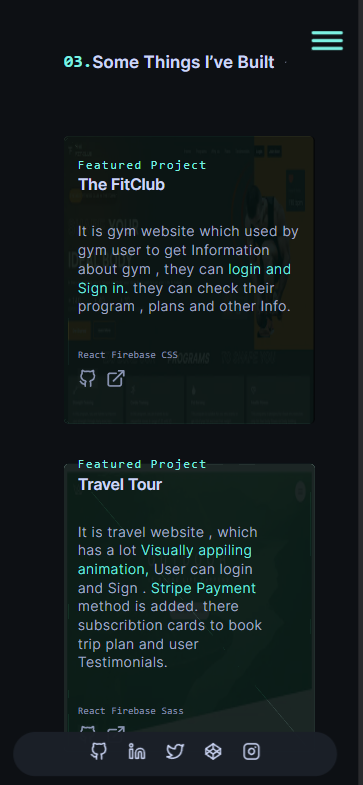 03.Some Things I've Built
Featured Project
The FitClub
It is gym website which used by
gym user to get Information
about gym , they can login and
Sign in. they can check their
program , plans and other Info.
PROGRAMS
React Firebase CSS
Featured Project
Travel Tour
It is travel website , which
has a lot Visually appiling
animation, User can login
and Sign . Stripe Payment
method is added. there
subscribtion cards to book
trip plan and user
Testimonials.
React Firebase Sass